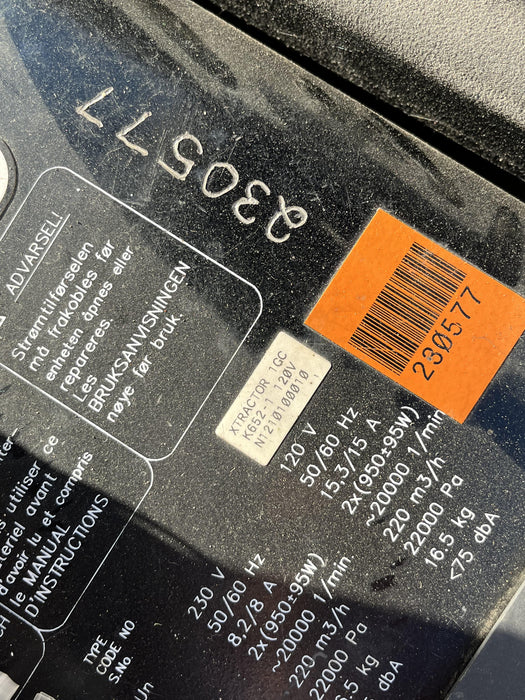 230577
230577
ADVARSEL!
Strømtilførselen
må frakobles før
enheten åpnes eller
repareres.
Les
BRUKSANVISNINGEN
nøye før bruk.
XTRACTOR 1GC
K652-1 120V
N1210100010
120 V
50/60 Hz
15.3/15 A
2x(950±95W)
~20000 1/min.
220 m3/h
22000 Pa
16.5 kg
<75 dbA
utiliser ce
avant
d'avoir lu et compris
le MANUAL
D'INSTRUCTIONS
230 V
50/60 Hz
8.2/8 A
2x(950±95W)
~20000 1/min.
220 m3/h
22000 Pa
kg
dbA
TYPE
CODE NO
S.No